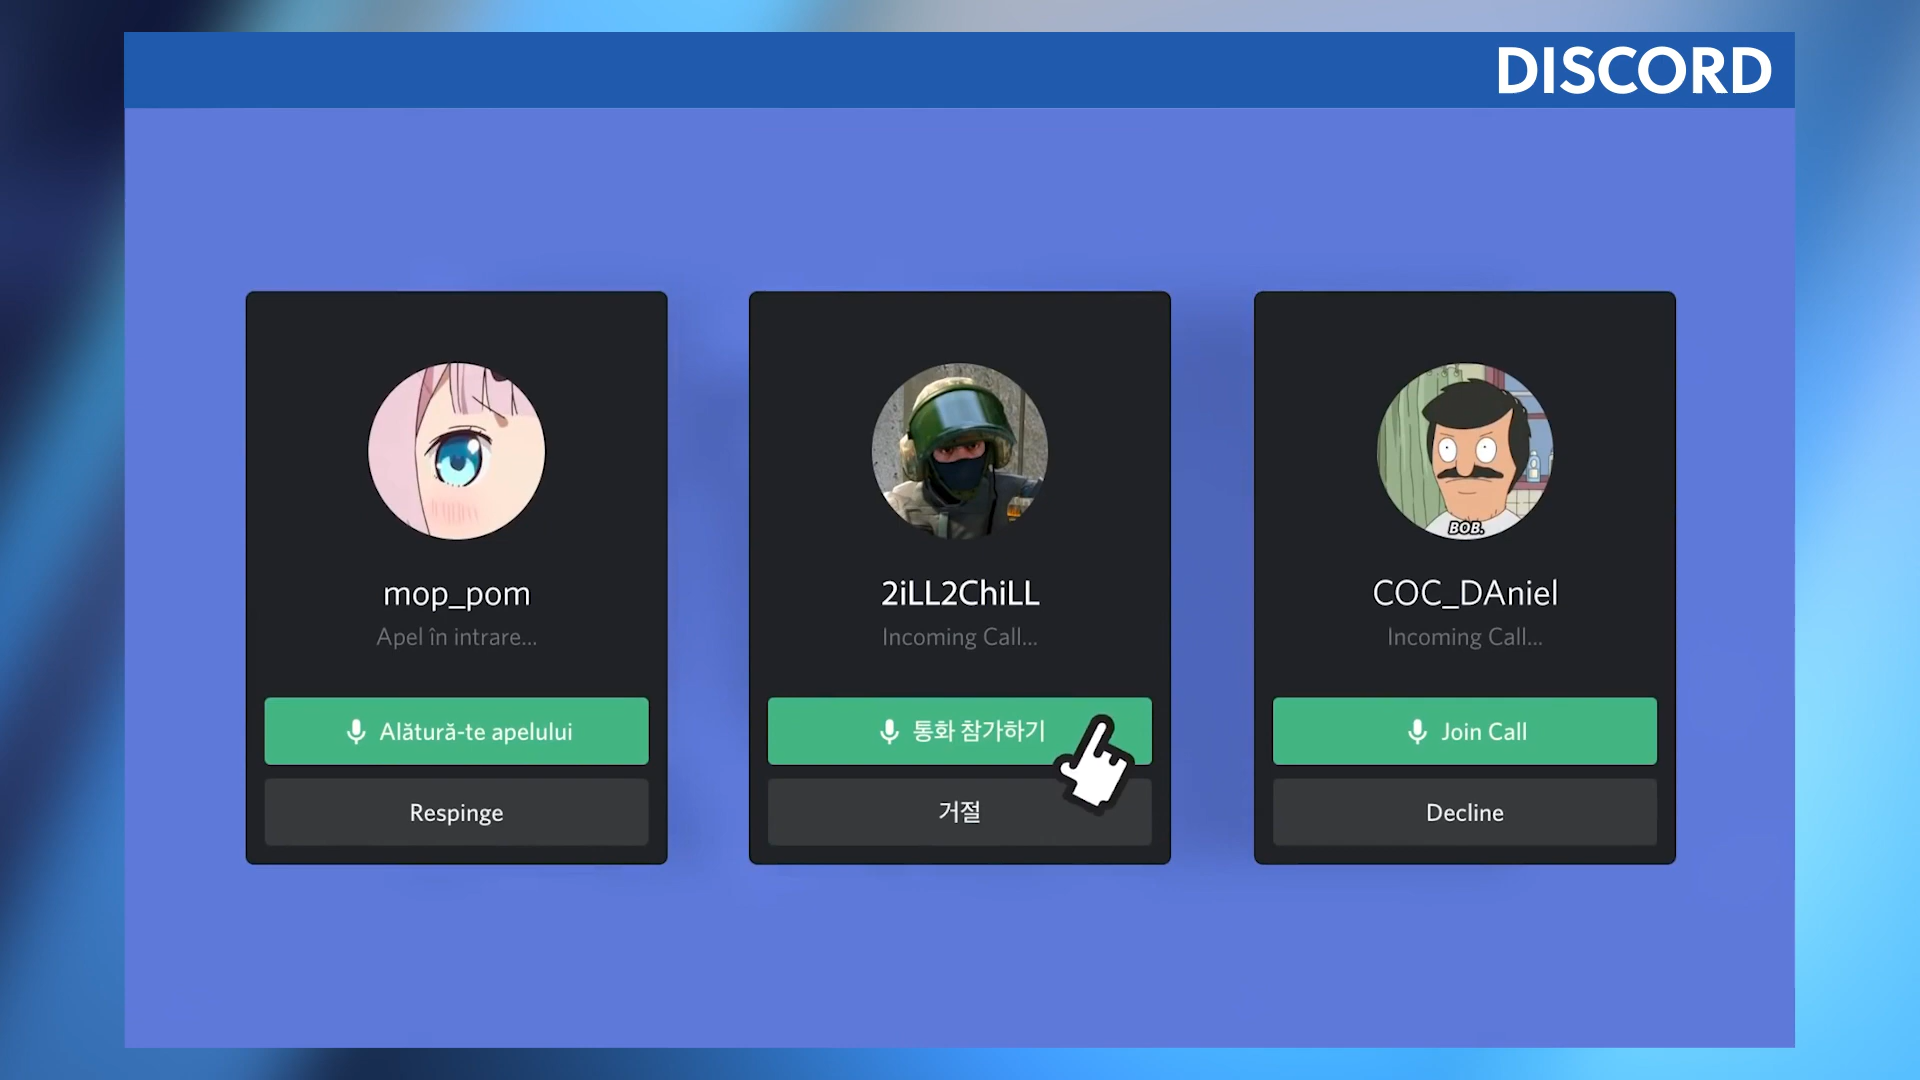 DISCORD
mop_pom
Apel în intrare...
Alătură-te apelului
Respinge
2iLL2ChiLL
Incoming Call...
통화 참가하기
거절
BOB.
COC_DAniel
Incoming Call...
Join Call
Decline